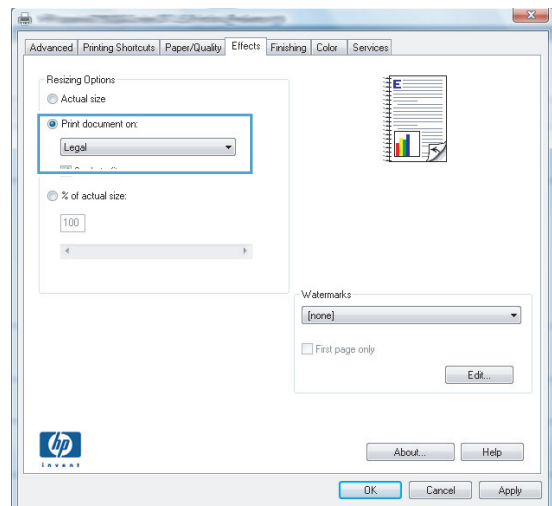 Advanced Printing Shortcuts Paper/Quality Effects Finishing Color Services
Resizing Options
Actual size
Print document on:
Legal
% of actual size:
100
E
Watermarks
[none]
First page only
Edit...
hp
invent
About... Help
OK Cancel Apply